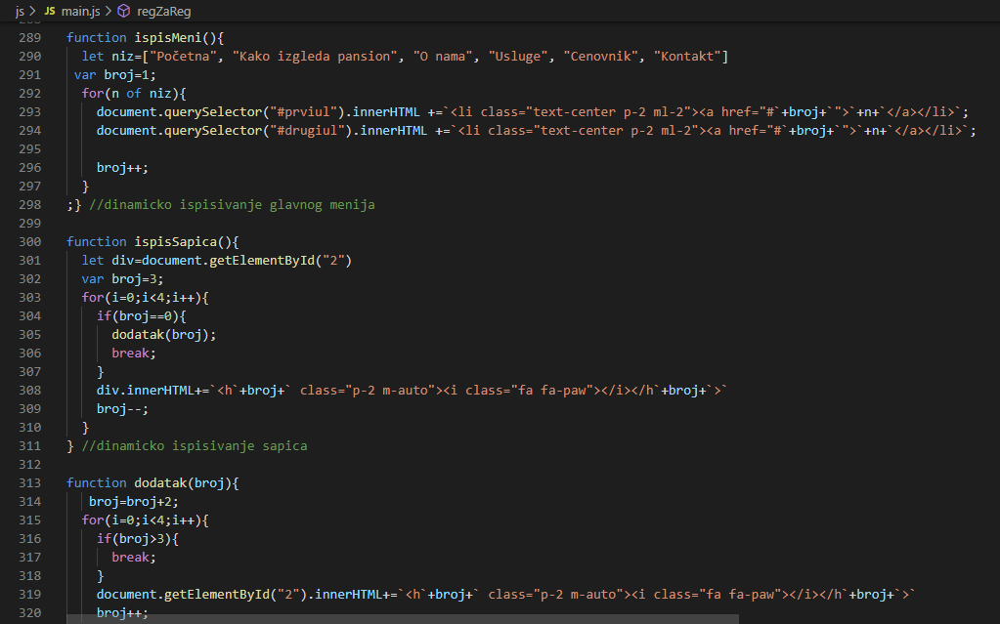 js > JS main.js > regZaReg
289 function ispisMeni(){
290 let niz=["Početna", "Kako izgleda pansion", "O nama", "Usluge", "Cenovnik", "Kontakt"]
291 var broj=1;
292 for(n of niz){
293 document.querySelector("#prviul").innerHTML +=`<li class="text-center p-2 ml-2"><a href="#`+broj+`">`+n+`</a></li>`;
294 document.querySelector("#drugiul").innerHTML +=`<li class="text-center p-2 ml-2"><a href="#`+broj+`">`+n+`</a></li>`;
295
296 broj++;
297 }
298 ;} //dinamicko ispisivanje glavnog menija
299
300 function ispisSapica(){
301 let div=document.getElementById("2")
302 var broj=3;
303 for(i=0;i<4;i++){
304 if(broj==0){
305 dodatak(broj);
306 break;
307 }
308 div.innerHTML+=`<h`+broj+` class="p-2 m-auto"><i class="fa fa-paw"></i></h`+broj+`>`
309 broj--;
310 }
311 } //dinamicko ispisivanje sapica
312
313 function dodatak(broj){
314 broj=broj+2;
315 for(i=0;i<4;i++){
316 if(broj>3){
317 break;
318 }
319 document.getElementById("2").innerHTML+=`<h`+broj+` class="p-2 m-auto"><i class="fa fa-paw"></i></h`+broj+`>`
320 broj++;